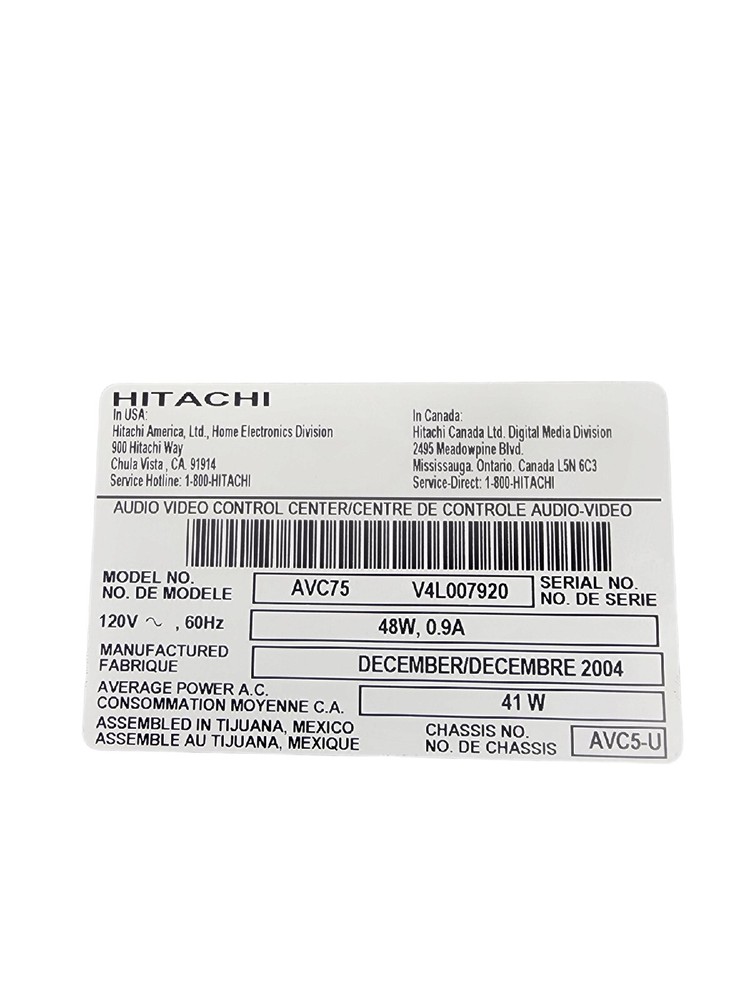 HITACHI
In USA:
Hitachi America, Ltd., Home Electronics Division
900 Hitachi Way
Chula Vista , CA. 91914
Service Hotline: 1-800-HITACHI
In Canada:
Hitachi Canada Ltd. Digital Media Division
2495 Meadowpine Blvd.
Mississauga. Ontario. Canada L5N 6C3
Service-Direct: 1-800-HITACHI
AUDIO VIDEO CONTROL CENTER/CENTRE DE CONTROLE AUDIO-VIDEO
MODEL NO.
NO. DE MODELE
AVC75 V4L007920
SERIAL NO.
NO. DE SERIE
120V ~ , 60Hz
48W, 0.9A
MANUFACTURED
FABRIQUE
DECEMBER/DECEMBRE 2004
AVERAGE POWER A.C.
CONSOMMATION MOYENNE C.A.
41 W
ASSEMBLED IN TIJUANA, MEXICO
ASSEMBLE AU TIJUANA, MEXIQUE
CHASSIS NO.
NO. DE CHASSIS
AVC5-U